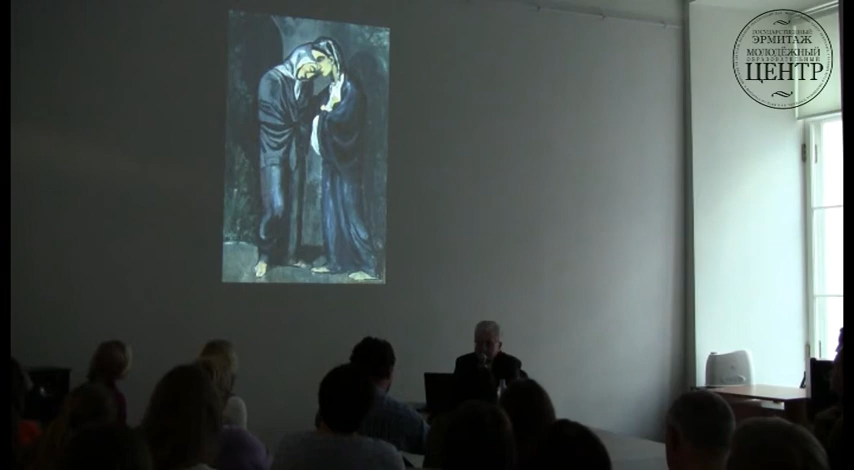 ГОСУДАРСТВЕННЫЙ
ЭРМИТАЖ
МОЛОДЁЖНЫЙ
ОБРАЗОВАТЕЛЬНЫЙ
ЦЕНТР